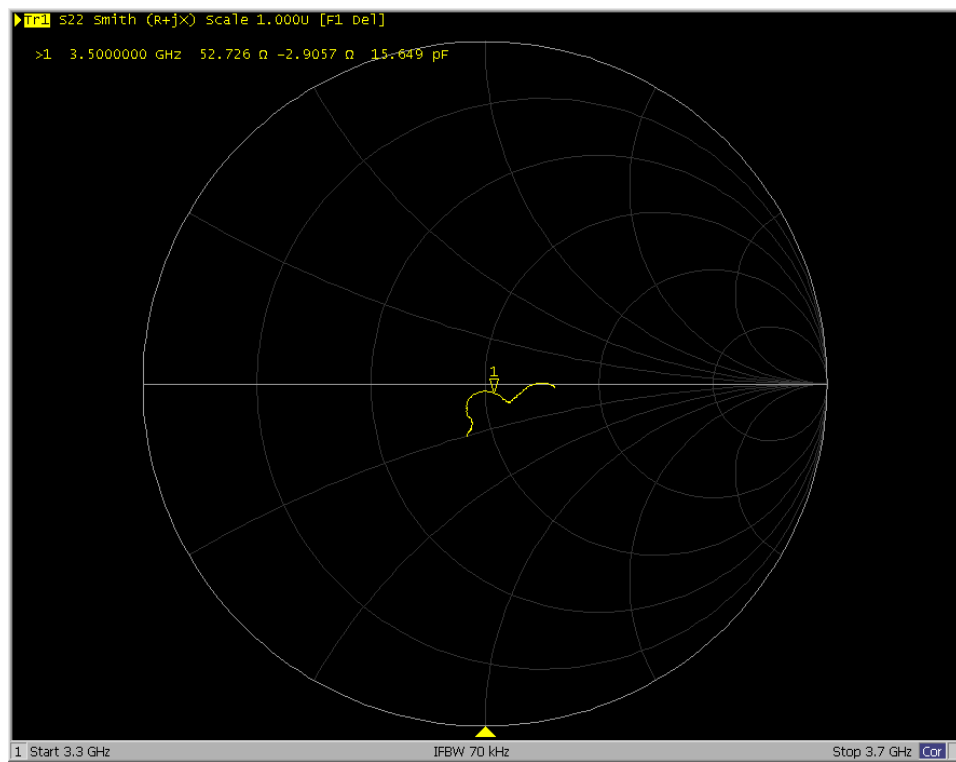 Tr1 S22 Smith (R+jX) Scale 1.000U [F1 Del]
>1 3.5000000 GHz 52.726 Ω -2.9057 Ω 15.649 pF
1
1 Start 3.3 GHz IFBW 70 kHz Stop 3.7 GHz Cor